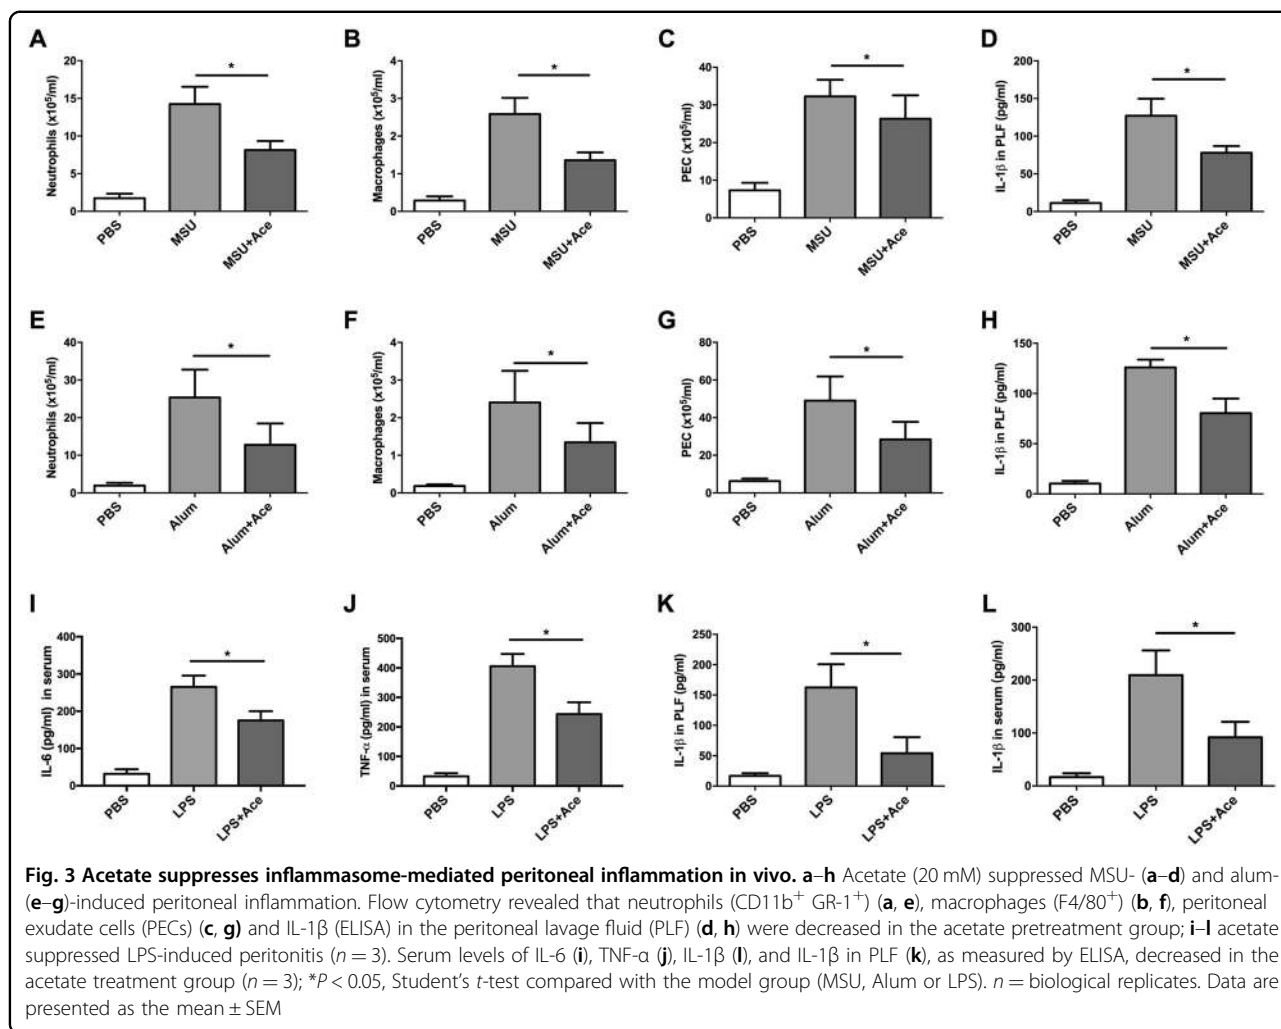 A
Neutrophils (x10⁵/ml)
20
15
10
5
0
PBS
MSU
MSU+Ace
*
B
Macrophages (x10⁵/ml)
4
3
2
1
0
PBS
MSU
MSU+Ace
*
C
PEC (x10⁵/ml)
40
30
20
10
0
PBS
MSU
MSU+Ace
*
D
IL-1β in PLF (pg/ml)
200
150
100
50
0
PBS
MSU
MSU+Ace
*
E
Neutrophils (x10⁵/ml)
40
30
20
10
0
PBS
Alum
Alum+Ace
*
F
Macrophages (x10⁵/ml)
4
3
2
1
0
PBS
Alum
Alum+Ace
*
G
PEC (x10⁵/ml)
80
60
40
20
0
PBS
Alum
Alum+Ace
*
H
IL-1β in PLF (pg/ml)
150
100
50
0
PBS
Alum
Alum+Ace
*
I
IL-6 (pg/ml) in serum
400
300
200
100
0
PBS
LPS
LPS+Ace
*
J
TNF-α (pg/ml) in serum
500
400
300
200
100
0
PBS
LPS
LPS+Ace
*
K
IL-1β in PLF (pg/ml)
250
200
150
100
50
0
PBS
LPS
LPS+Ace
*
L
IL-1β in serum (pg/ml)
300
200
100
0
PBS
LPS
LPS+Ace
*
Fig. 3 Acetate suppresses inflammasome-mediated peritoneal inflammation in vivo. a–h Acetate (20 mM) suppressed MSU- (a–d) and alum-
(e–g)-induced peritoneal inflammation. Flow cytometry revealed that neutrophils (CD11b⁺ GR-1⁺) (a, e), macrophages (F4/80⁺) (b, f), peritoneal
exudate cells (PECs) (c, g) and IL-1β (ELISA) in the peritoneal lavage fluid (PLF) (d, h) were decreased in the acetate pretreatment group; i–l acetate
suppressed LPS-induced peritonitis (n = 3). Serum levels of IL-6 (i), TNF-α (j), IL-1β (l), and IL-1β in PLF (k), as measured by ELISA, decreased in the
acetate treatment group (n = 3); *P < 0.05, Student's t-test compared with the model group (MSU, Alum or LPS). n = biological replicates. Data are
presented as the mean ± SEM